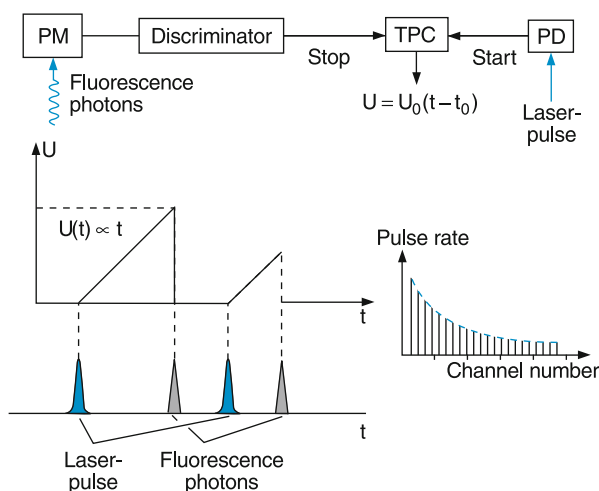 PM
Discriminator
Stop
TPC
Start
PD
Fluorescence
photons
U = U₀(t – t₀)
Laser-
pulse
U
U(t) ∝ t
t
Pulse rate
Channel number
t
Laser-
pulse
Fluorescence
photons